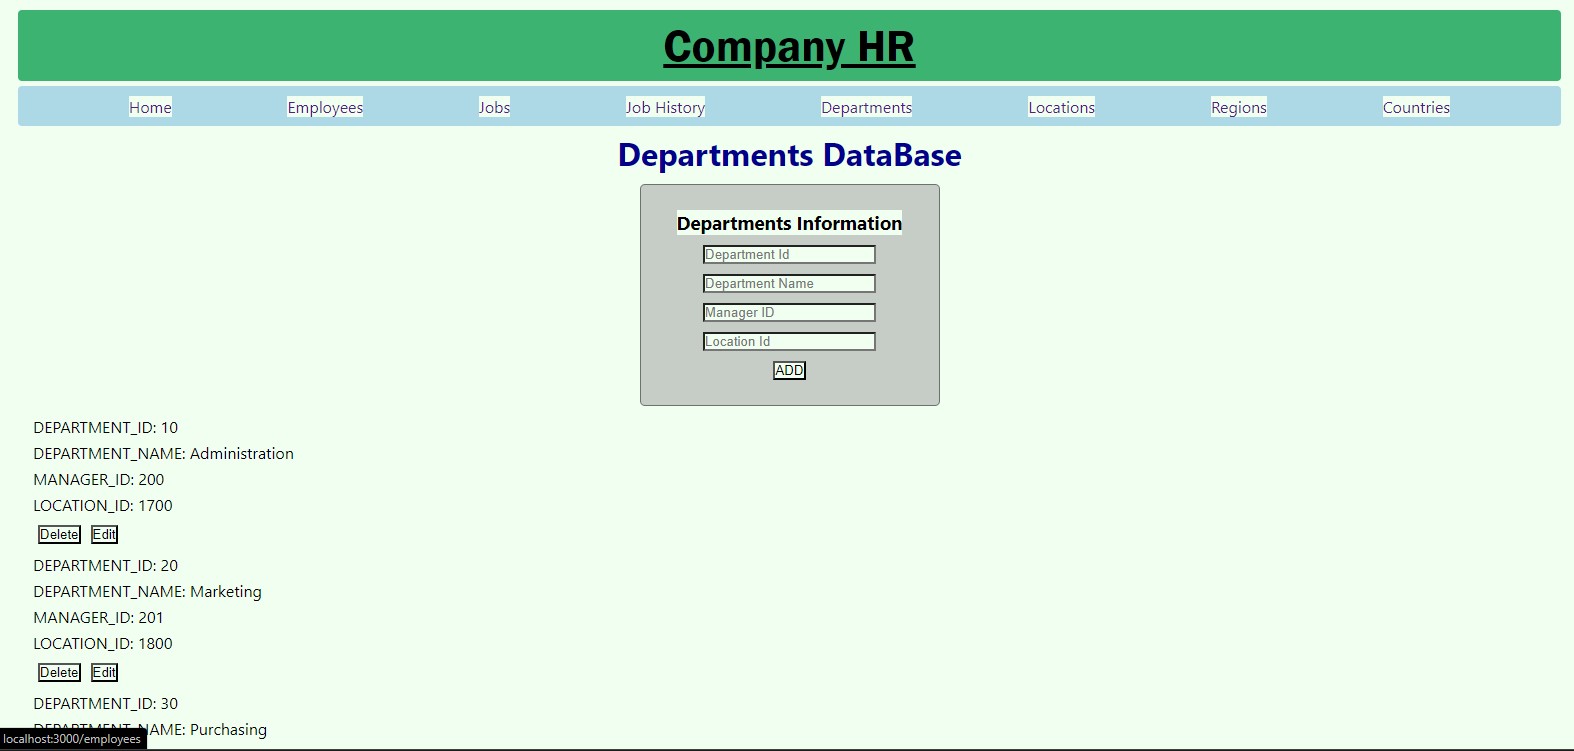 Company HR
Home Employees Jobs Job History Departments Locations Regions Countries
Departments DataBase
Departments Information
Department Id
Department Name
Manager ID
Location Id
ADD
DEPARTMENT_ID: 10
DEPARTMENT_NAME: Administration
MANAGER_ID: 200
LOCATION_ID: 1700
Delete Edit
DEPARTMENT_ID: 20
DEPARTMENT_NAME: Marketing
MANAGER_ID: 201
LOCATION_ID: 1800
Delete Edit
DEPARTMENT_ID: 30
DEPARTMENT_NAME: Purchasing
localhost:3000/employees